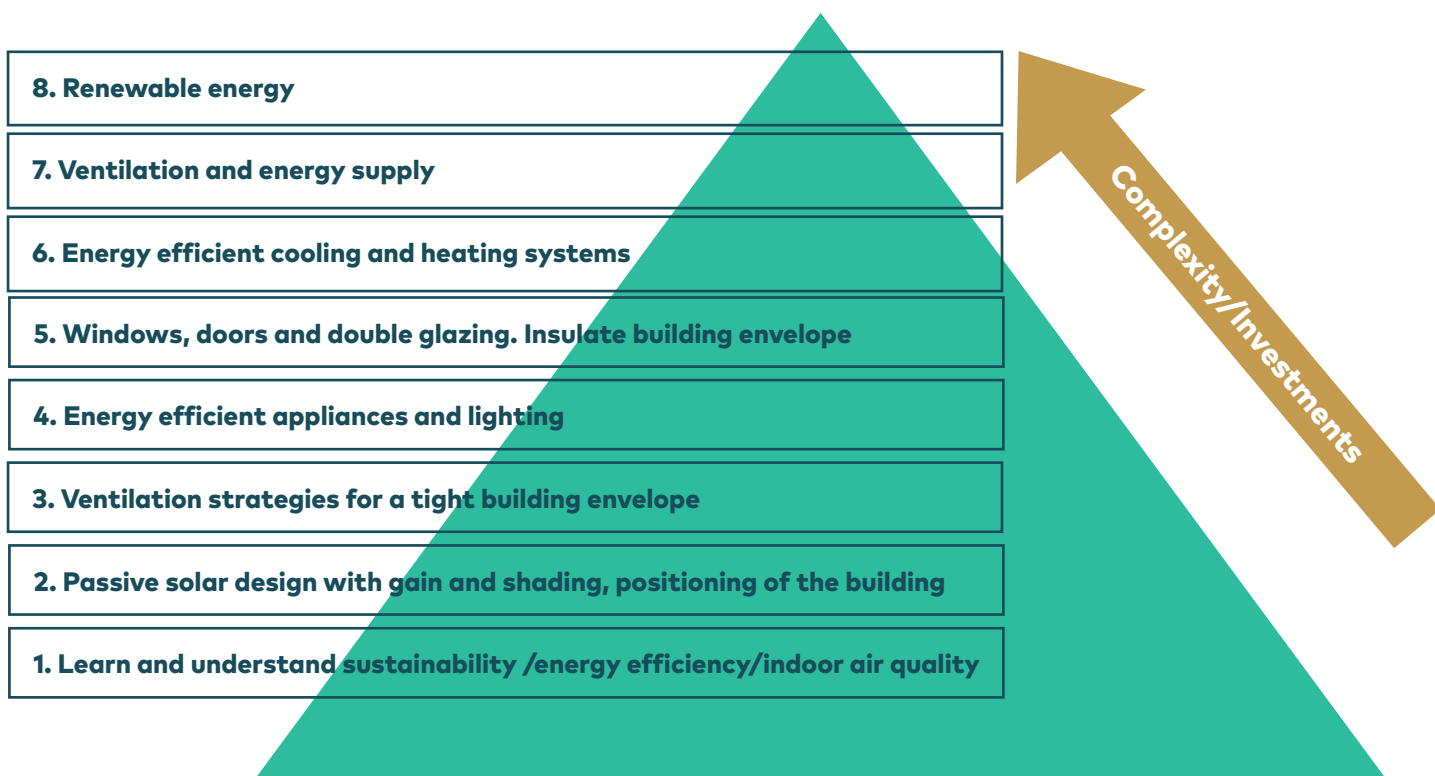 8. Renewable energy
7. Ventilation and energy supply
6. Energy efficient cooling and heating systems
5. Windows, doors and double glazing. Insulate building envelope
4. Energy efficient appliances and lighting
3. Ventilation strategies for a tight building envelope
2. Passive solar design with gain and shading, positioning of the building
1. Learn and understand sustainability /energy efficiency/indoor air quality
Complexity/Investments